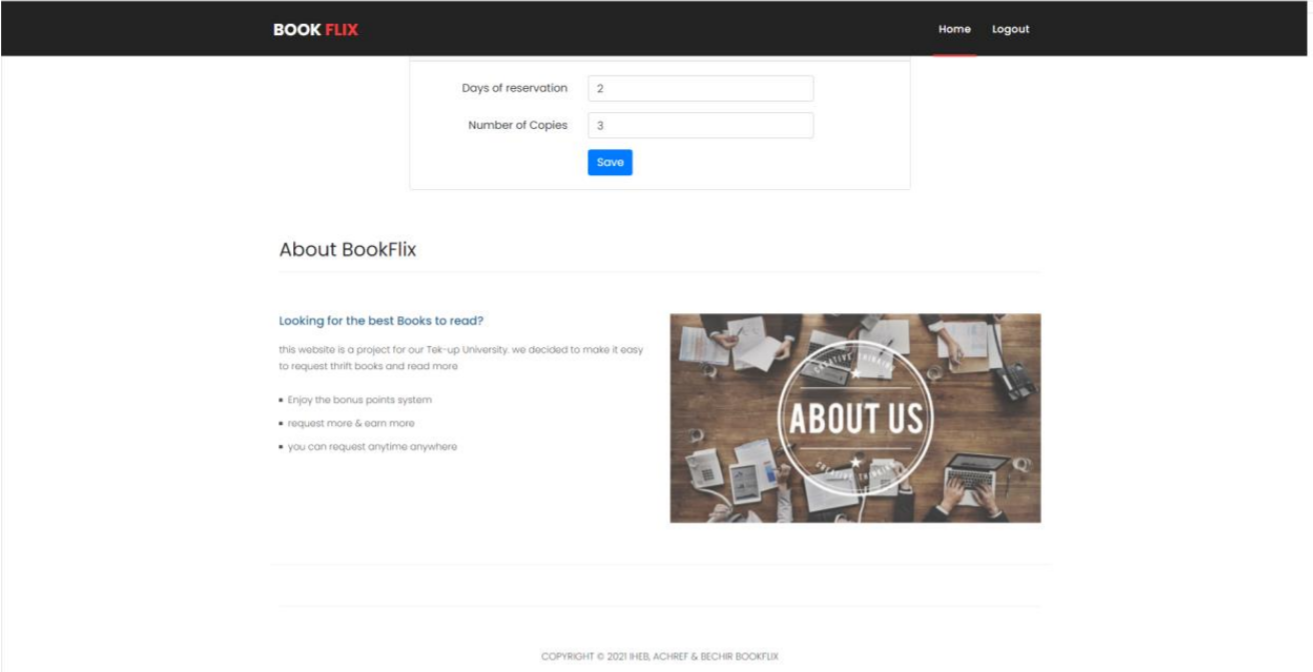 BOOK FLIX
Home Logout
Days of reservation 2
Number of Copies 3
Save
About BookFlix
Looking for the best Books to read?
this website is a project for our Tek-up University. we decided to make it easy
to request thrift books and read more
Enjoy the bonus points system
request more & earn more
you can request anytime anywhere
CREATIVE THINKING
ABOUT US
CREATIVE THINKING
COPYRIGHT © 2021 IHEB, ACHREF & BECHIR BOOKFLIX